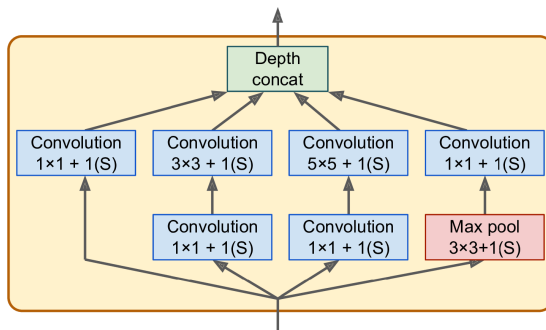 Depth
concat
Convolution
1×1 + 1(S)
Convolution
3×3 + 1(S)
Convolution
5×5 + 1(S)
Convolution
1×1 + 1(S)
Convolution
1×1 + 1(S)
Convolution
1×1 + 1(S)
Max pool
3×3+1(S)